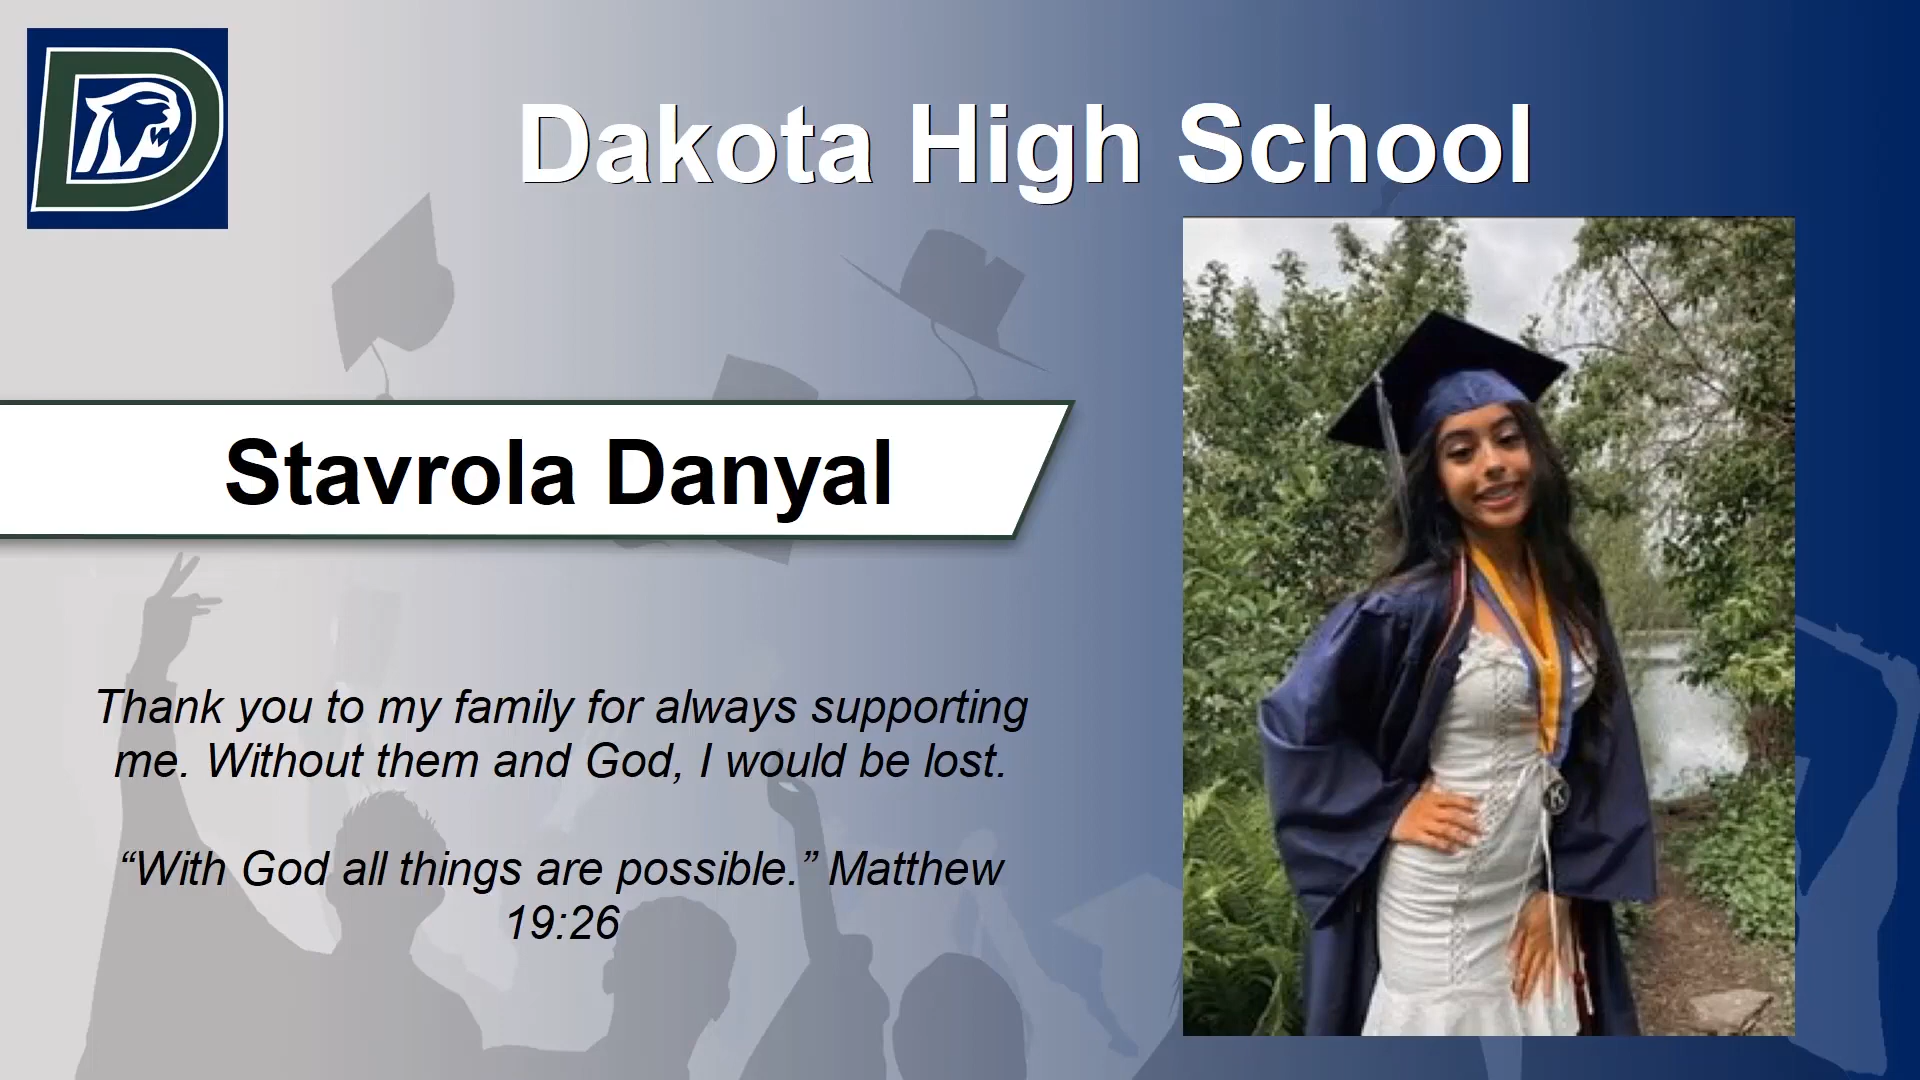 D
Dakota High School
Stavrola Danyal
Thank you to my family for always supporting
me. Without them and God, I would be lost.
“With God all things are possible.” Matthew
19:26
K